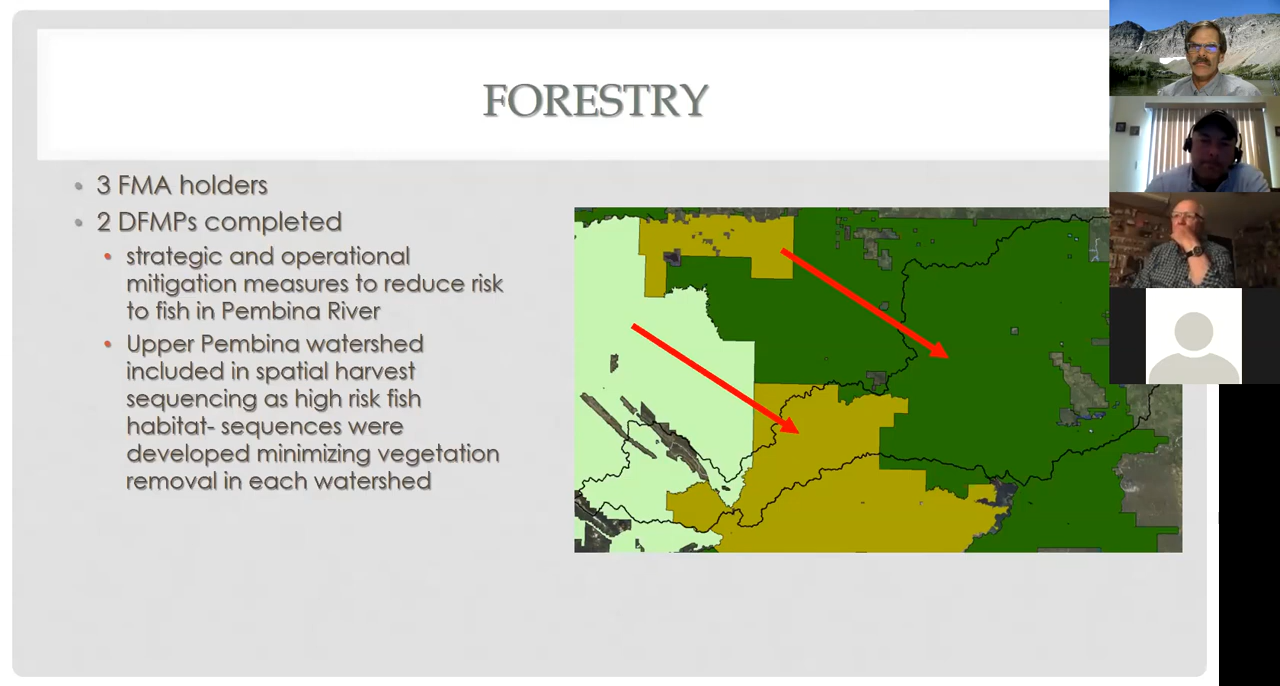 FORESTRY
3 FMA holders
2 DFMPs completed
strategic and operational
mitigation measures to reduce risk
to fish in Pembina River
Upper Pembina watershed
included in spatial harvest
sequencing as high risk fish
habitat- sequences were
developed minimizing vegetation
removal in each watershed